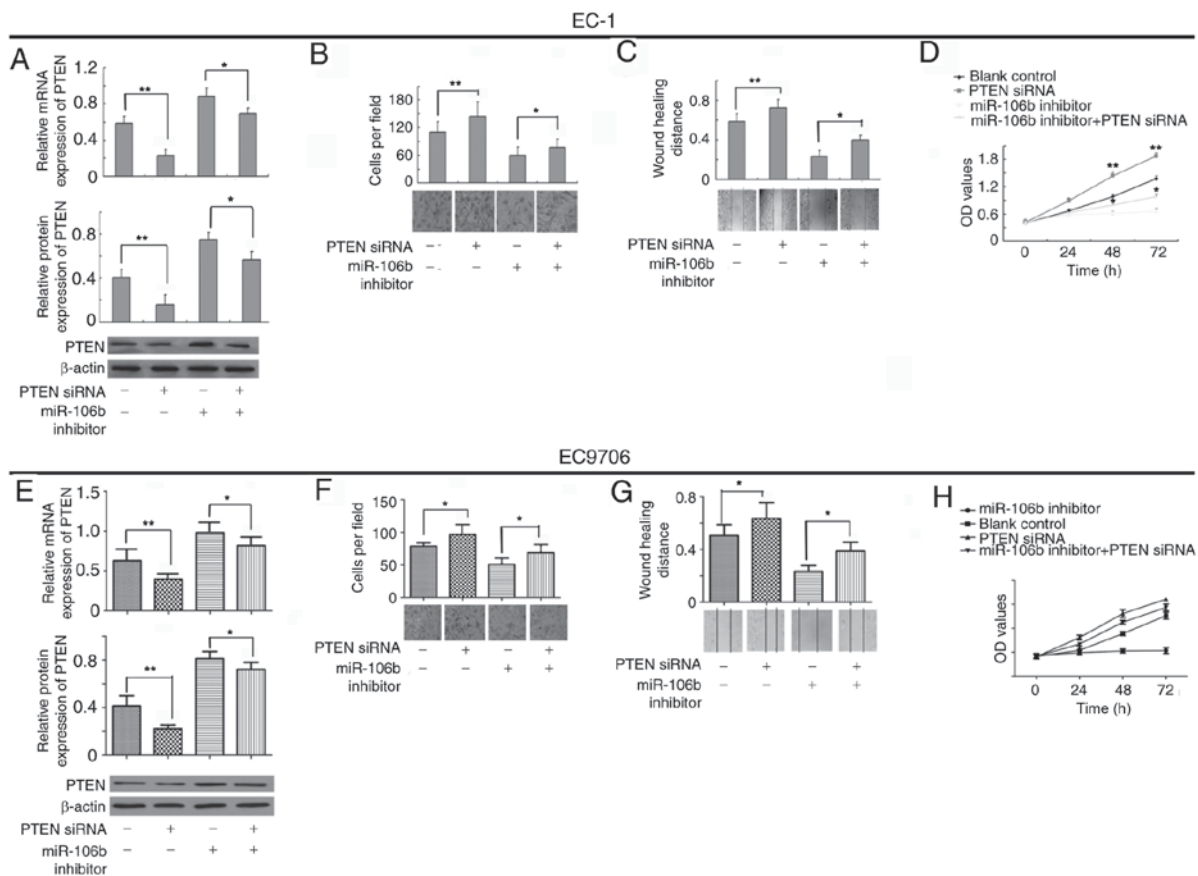 EC-1
A
Relative mRNA
expression of PTEN
1.2
0.8
0.4
0
**
*
Relative protein
expression of PTEN
0.8
0.4
0
**
*
PTEN
β-actin
PTEN siRNA – + – +
miR-106b – – + +
inhibitor
B
Cells per field
180
120
60
0
**
*
PTEN siRNA – + – +
miR-106b – – + +
inhibitor
C
Wound healing
distance
0.8
0.4
0
**
*
PTEN siRNA – + – +
miR-106b – – + +
inhibitor
D
Blank control
PTEN siRNA
miR-106b inhibitor
miR-106b inhibitor+PTEN siRNA
OD values
1.8
1.2
0.6
0
** **
* *
0 24 48 72
Time (h)
EC9706
E
Relative mRNA
expression of PTEN
1.5
1.0
0.5
0
**
*
Relative protein
expression of PTEN
0.8
0.4
0
**
*
PTEN
β-actin
PTEN siRNA – + – +
miR-106b – – + +
inhibitor
F
Cells per field
150
100
50
0
*
*
PTEN siRNA – + – +
miR-106b – – + +
inhibitor
G
Wound healing
distance
0.8
0.4
0
*
*
PTEN siRNA – + – +
miR-106b – – + +
inhibitor
H
miR-106b inhibitor
Blank control
PTEN siRNA
miR-106b inhibitor+PTEN siRNA
OD values
0 24 48 72
Time (h)